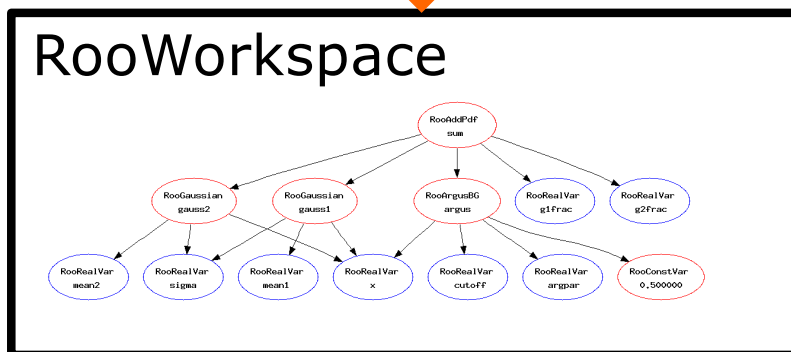 RooWorkspace
RooAddPdf
sum
RooGaussian
gauss2
RooGaussian
gauss1
RooArgusBG
argus
RooRealVar
g1frac
RooRealVar
g2frac
RooRealVar
mean2
RooRealVar
sigma
RooRealVar
mean1
RooRealVar
x
RooRealVar
cutoff
RooRealVar
argpar
RooConstVar
0.500000